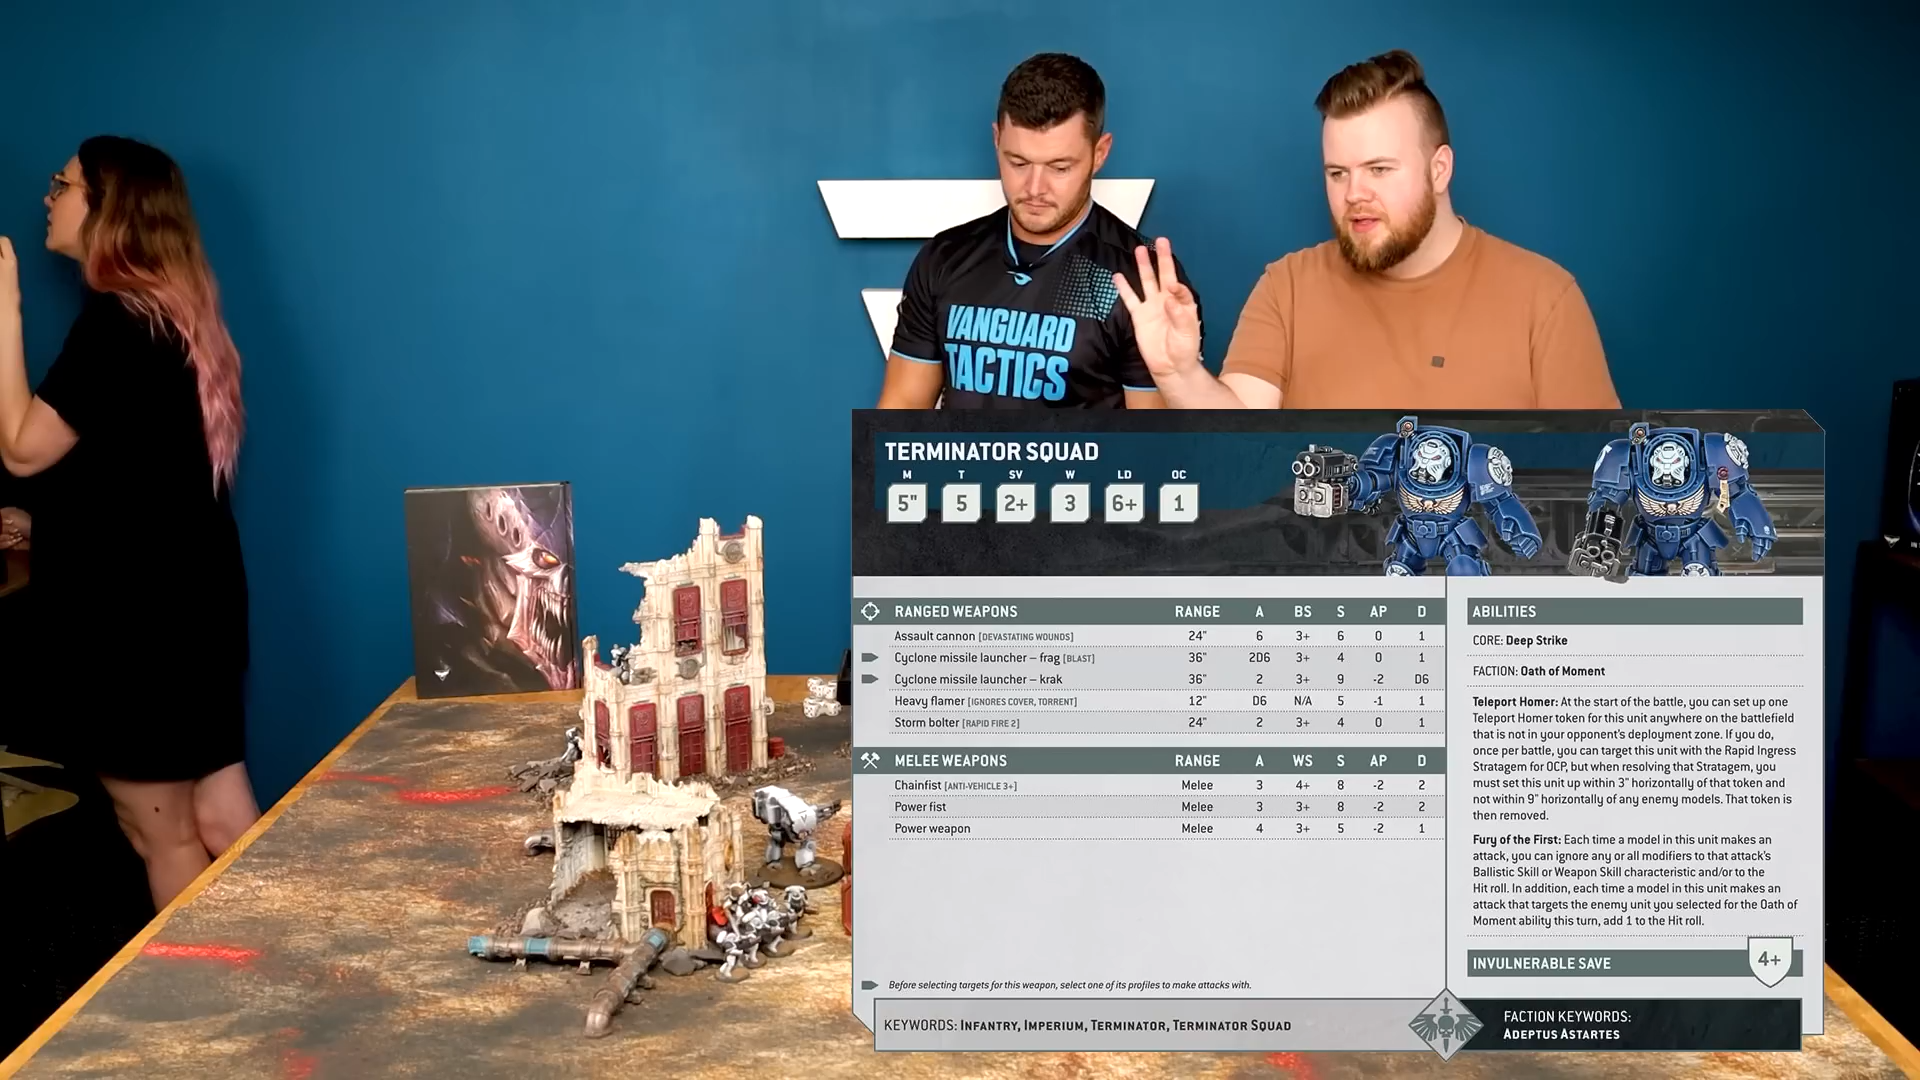 VANGUARD
TACTICS
TERMINATOR SQUAD
M T SV W LD OC
5" 5 2+ 3 6+ 1
RANGED WEAPONS RANGE A BS S AP D
Assault cannon [DEVASTATING WOUNDS] 24" 6 3+ 6 0 1
Cyclone missile launcher – frag [BLAST] 36" 2D6 3+ 4 0 1
Cyclone missile launcher – krak 36" 2 3+ 9 -2 D6
Heavy flamer [IGNORES COVER, TORRENT] 12" D6 N/A 5 -1 1
Storm bolter [RAPID FIRE 2] 24" 2 3+ 4 0 1
MELEE WEAPONS RANGE A WS S AP D
Chainfist [ANTI-VEHICLE 3+] Melee 3 4+ 8 -2 2
Power fist Melee 3 3+ 8 -2 2
Power weapon Melee 4 3+ 5 -2 1
Before selecting targets for this weapon, select one of its profiles to make attacks with.
KEYWORDS: INFANTRY, IMPERIUM, TERMINATOR, TERMINATOR SQUAD
ABILITIES
CORE: Deep Strike
FACTION: Oath of Moment
Teleport Homer: At the start of the battle, you can set up one
Teleport Homer token for this unit anywhere on the battlefield
that is not in your opponent's deployment zone. If you do,
once per battle, you can target this unit with the Rapid Ingress
Stratagem for 0CP, but when resolving that Stratagem, you
must set this unit up within 3" horizontally of that token and
not within 9" horizontally of any enemy models. That token is
then removed.
Fury of the First: Each time a model in this unit makes an
attack, you can ignore any or all modifiers to that attack's
Ballistic Skill or Weapon Skill characteristic and/or to the
Hit roll. In addition, each time a model in this unit makes an
attack that targets the enemy unit you selected for the Oath of
Moment ability this turn, add 1 to the Hit roll.
INVULNERABLE SAVE 4+
FACTION KEYWORDS:
ADEPTUS ASTARTES